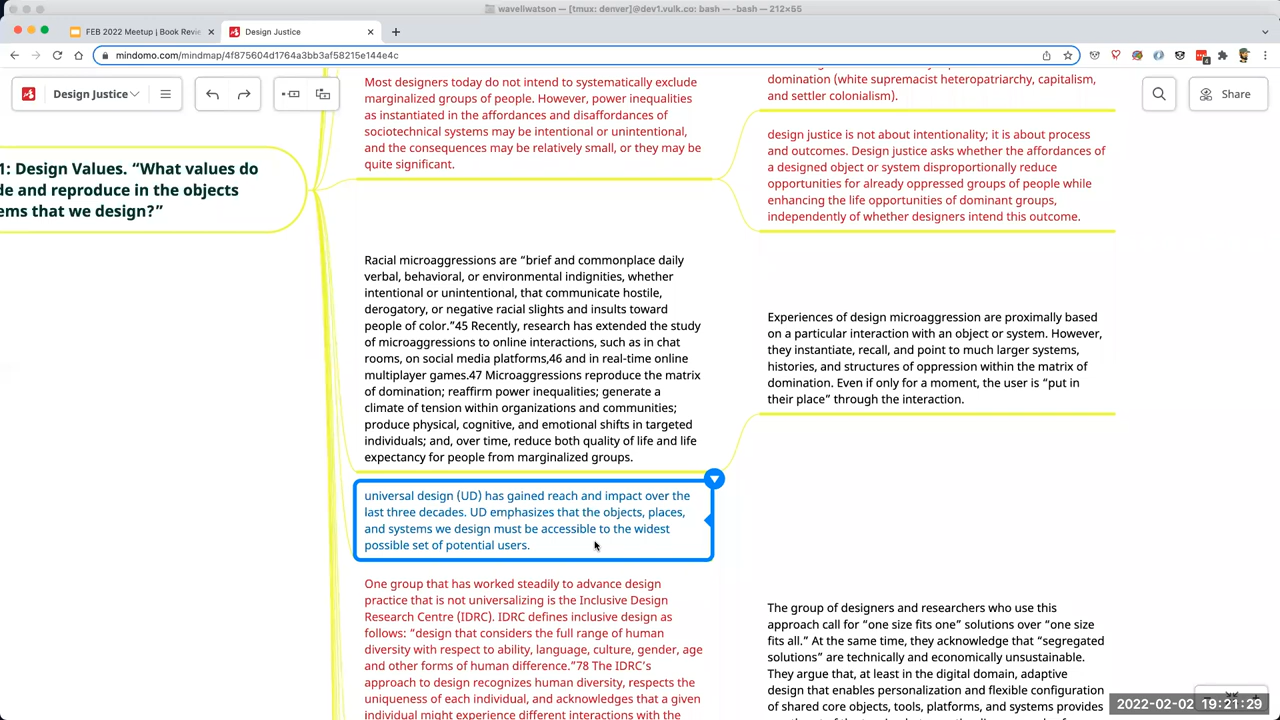 wavellwatson — [tmux: denver]@dev1.vulk.co: bash — -bash — 212×55
FEB 2022 Meetup | Book Revie
Design Justice
mindomo.com/mindmap/4f875604d1764a3bb3af58215e144e4c
Design Justice
Share
1: Design Values. “What values do
de and reproduce in the objects
ems that we design?”
Most designers today do not intend to systematically exclude
marginalized groups of people. However, power inequalities
as instantiated in the affordances and disaffordances of
sociotechnical systems may be intentional or unintentional,
and the consequences may be relatively small, or they may be
quite significant.
domination (white supremacist heteropatriarchy, capitalism,
and settler colonialism).
design justice is not about intentionality; it is about process
and outcomes. Design justice asks whether the affordances of
a designed object or system disproportionally reduce
opportunities for already oppressed groups of people while
enhancing the life opportunities of dominant groups,
independently of whether designers intend this outcome.
Racial microaggressions are “brief and commonplace daily
verbal, behavioral, or environmental indignities, whether
intentional or unintentional, that communicate hostile,
derogatory, or negative racial slights and insults toward
people of color.”45 Recently, research has extended the study
of microaggressions to online interactions, such as in chat
rooms, on social media platforms,46 and in real-time online
multiplayer games.47 Microaggressions reproduce the matrix
of domination; reaffirm power inequalities; generate a
climate of tension within organizations and communities;
produce physical, cognitive, and emotional shifts in targeted
individuals; and, over time, reduce both quality of life and life
expectancy for people from marginalized groups.
Experiences of design microaggression are proximally based
on a particular interaction with an object or system. However,
they instantiate, recall, and point to much larger systems,
histories, and structures of oppression within the matrix of
domination. Even if only for a moment, the user is “put in
their place” through the interaction.
universal design (UD) has gained reach and impact over the
last three decades. UD emphasizes that the objects, places,
and systems we design must be accessible to the widest
possible set of potential users.
One group that has worked steadily to advance design
practice that is not universalizing is the Inclusive Design
Research Centre (IDRC). IDRC defines inclusive design as
follows: “design that considers the full range of human
diversity with respect to ability, language, culture, gender, age
and other forms of human difference.”78 The IDRC’s
approach to design recognizes human diversity, respects the
uniqueness of each individual, and acknowledges that a given
individual might experience different interactions with the
The group of designers and researchers who use this
approach call for “one size fits one” solutions over “one size
fits all.” At the same time, they acknowledge that “segregated
solutions” are technically and economically unsustainable.
They argue that, at least in the digital domain, adaptive
design that enables personalization and flexible configuration
of shared core objects, tools, platforms, and systems provides
2022-02-02 19:21:29